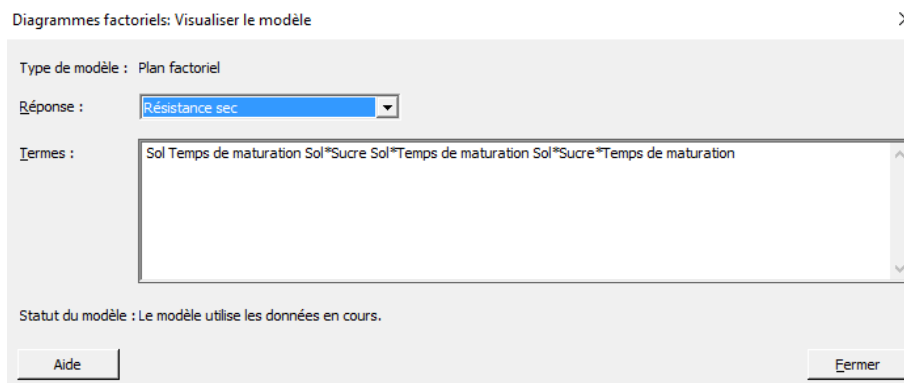 Diagrammes factoriels: Visualiser le modèle
Type de modèle : Plan factoriel
Réponse : Résistance sec
Termes : Sol Temps de maturation Sol*Sucre Sol*Temps de maturation Sol*Sucre*Temps de maturation
Statut du modèle : Le modèle utilise les données en cours.
Aide Fermer